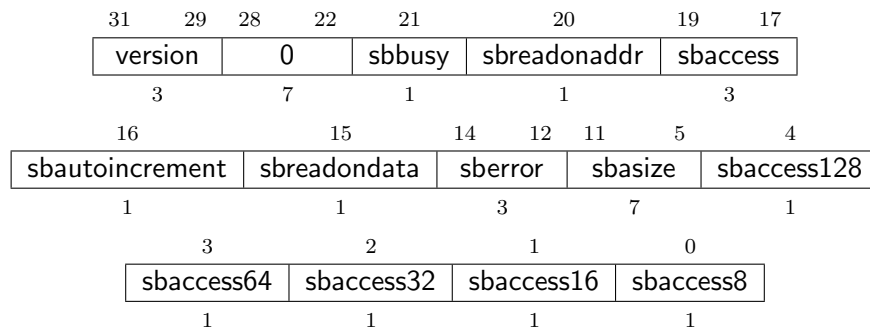 31 29 28 22 21 20 19 17
version 0 sbbusy sbreadonaddr sbaccess
3 7 1 1 3
16 15 14 12 11 5 4
sbautoincrement sbreadondata sberror sbasize sbaccess128
1 1 3 7 1
3 2 1 0
sbaccess64 sbaccess32 sbaccess16 sbaccess8
1 1 1 1